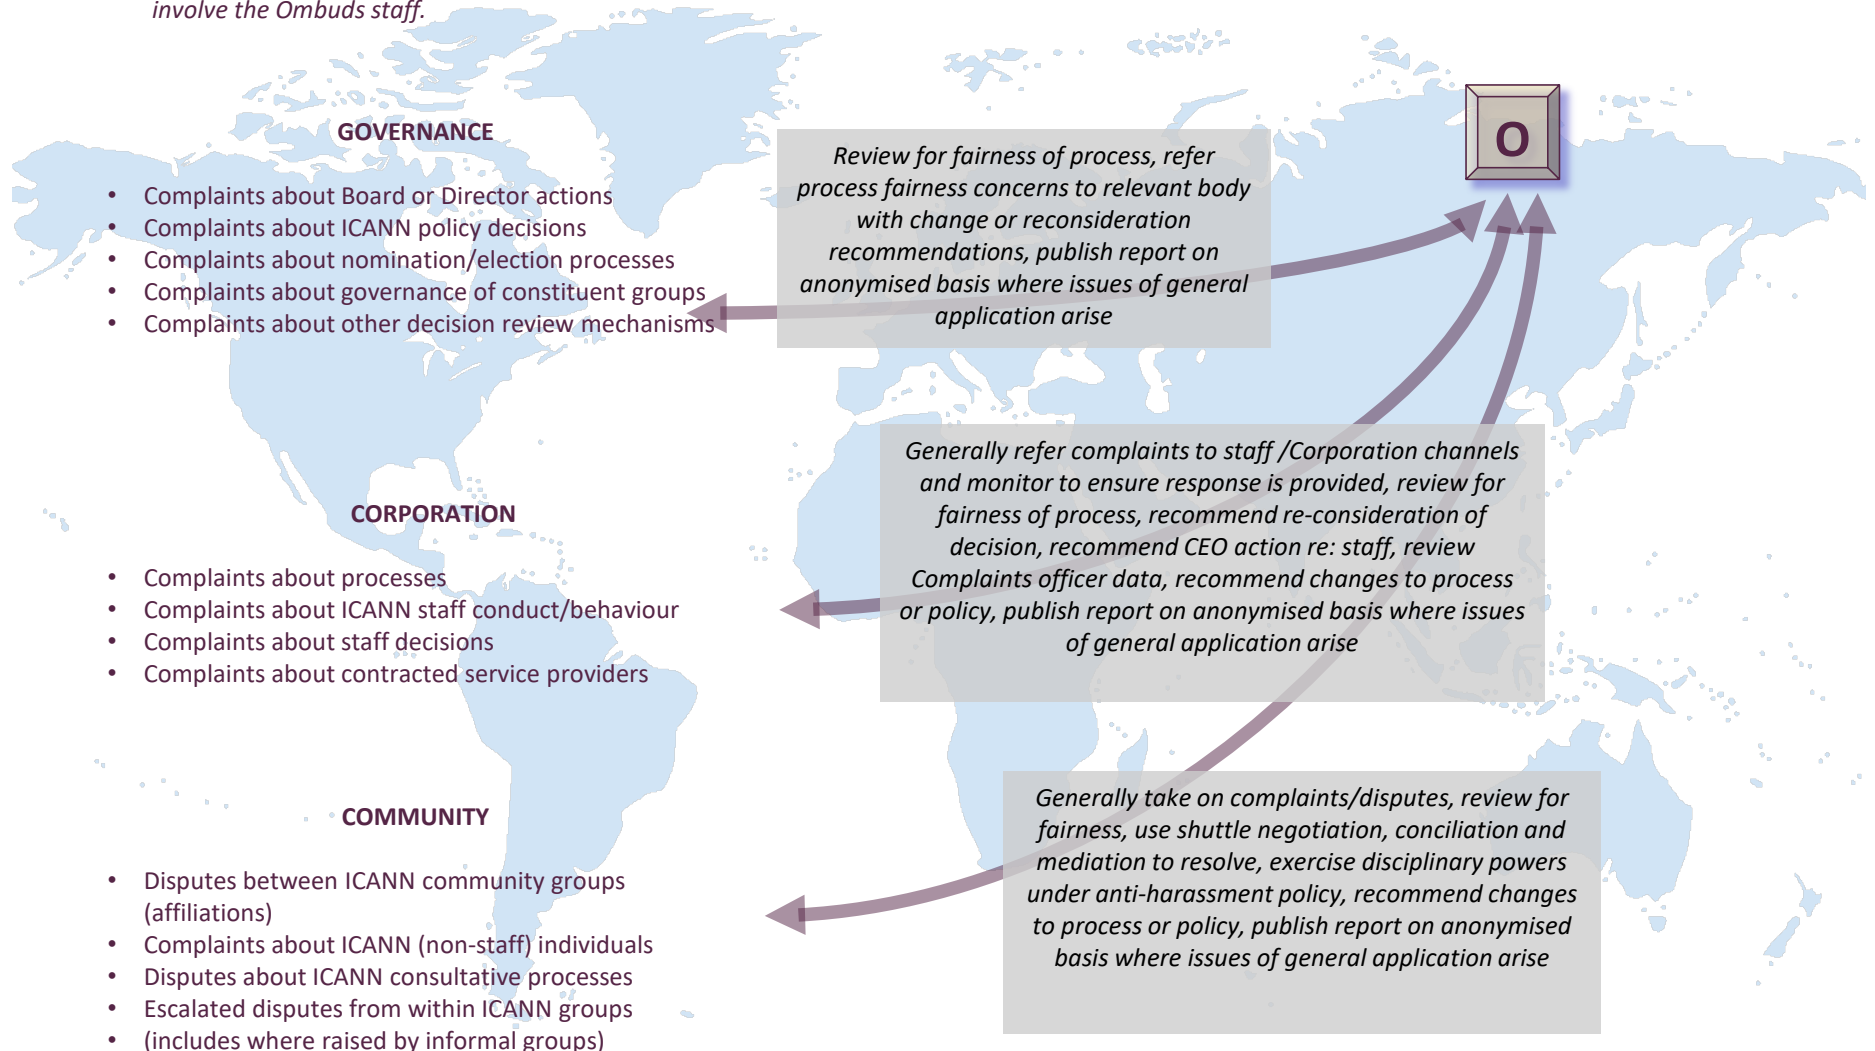 involve the Ombuds staff.
O
GOVERNANCE
• Complaints about Board or Director actions
• Complaints about ICANN policy decisions
• Complaints about nomination/election processes
• Complaints about governance of constituent groups
• Complaints about other decision review mechanisms
Review for fairness of process, refer
process fairness concerns to relevant body
with change or reconsideration
recommendations, publish report on
anonymised basis where issues of general
application arise
CORPORATION
• Complaints about processes
• Complaints about ICANN staff conduct/behaviour
• Complaints about staff decisions
• Complaints about contracted service providers
Generally refer complaints to staff /Corporation channels
and monitor to ensure response is provided, review for
fairness of process, recommend re-consideration of
decision, recommend CEO action re: staff, review
Complaints officer data, recommend changes to process
or policy, publish report on anonymised basis where issues
of general application arise
COMMUNITY
• Disputes between ICANN community groups
(affiliations)
• Complaints about ICANN (non-staff) individuals
• Disputes about ICANN consultative processes
• Escalated disputes from within ICANN groups
• (includes where raised by informal groups)
Generally take on complaints/disputes, review for
fairness, use shuttle negotiation, conciliation and
mediation to resolve, exercise disciplinary powers
under anti-harassment policy, recommend changes
to process or policy, publish report on anonymised
basis where issues of general application arise